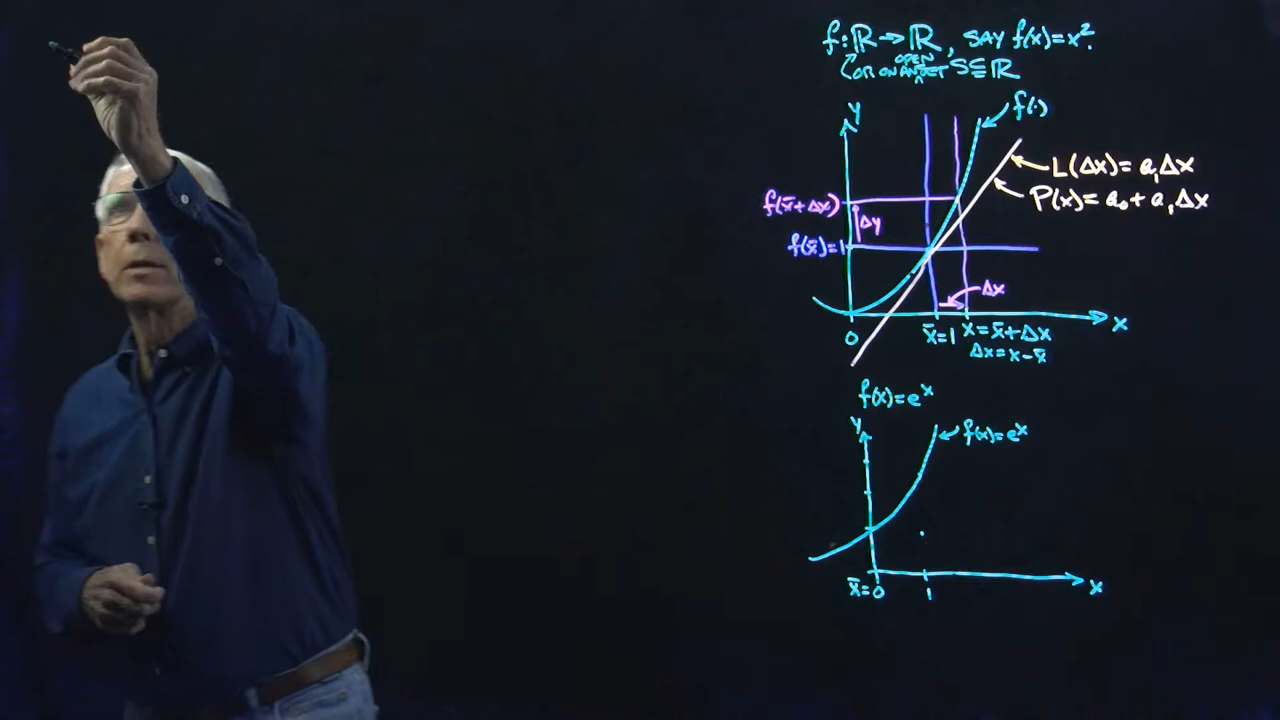 f:ℝ→ℝ, SAY f(x)=x².
OPEN
OR ON AN SET S⊆ℝ
Y
f(·)
L(Δx)=a₁Δx
P(x)=a₀+a₁Δx
f(x̄+Δx)
Δy
f(x̄)=1
Δx
0
x̄=1
x=x̄+Δx
x
Δx=x-x̄
f(x)=eˣ
Y
f(x)=eˣ
x̄=0
1
x